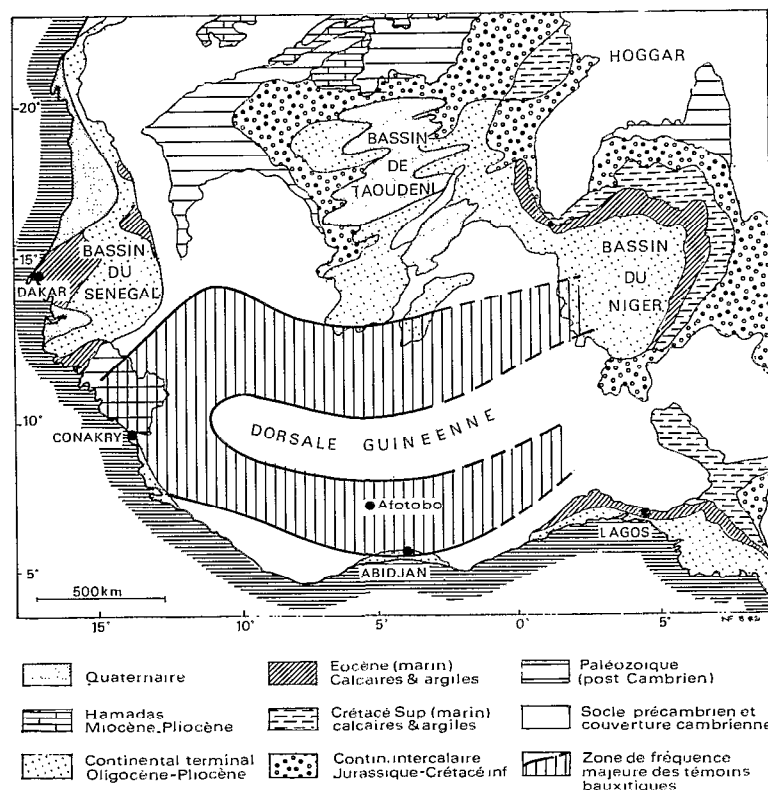 HOGGAR
20°
BASSIN
DE
TAOUDENI
BASSIN
DU
SENEGAL
15°
DAKAR
BASSIN
DU
NIGER
10°
CONAKRY
DORSALE GUINEENNE
Afotobo
LAGOS
ABIDJAN
5°
500km
15°
10°
5°
0°
5°
Quaternaire
Hamadas
Miocène-Pliocène
Continental terminal
Oligocène-Pliocène
Eocène (marin)
Calcaires & argiles
Crétacé Sup (marin)
calcaires & argiles
Contin. intercalaire
Jurassique-Crétacé inf
Paléozoïque
(post Cambrien)
Socle précambrien et
couverture cambrienne
Zone de fréquence
majeure des témoins
bauxitiques